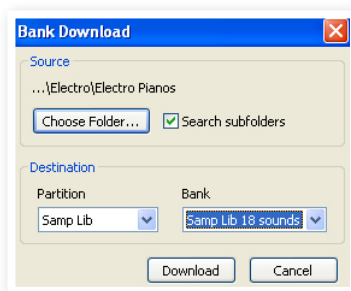 Bank Download
Source
...\Electro\Electro Pianos
Choose Folder... Search subfolders
Destination
Partition Bank
Samp Lib Samp Lib 18 sounds
Download Cancel